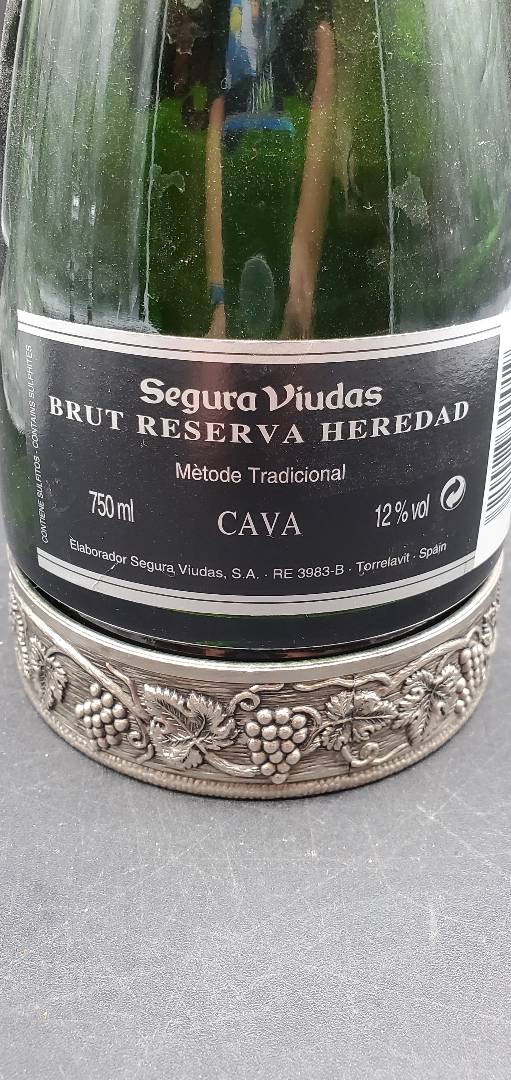 Segura Viudas
BRUT RESERVA HEREDAD
Mètode Tradicional
750 ml
CAVA
12 % vol
Elaborador Segura Viudas, S.A. · RE 3983-B · Torrelavit · Spain
CONTIENE SULFITOS - CONTAINS SULPHITES